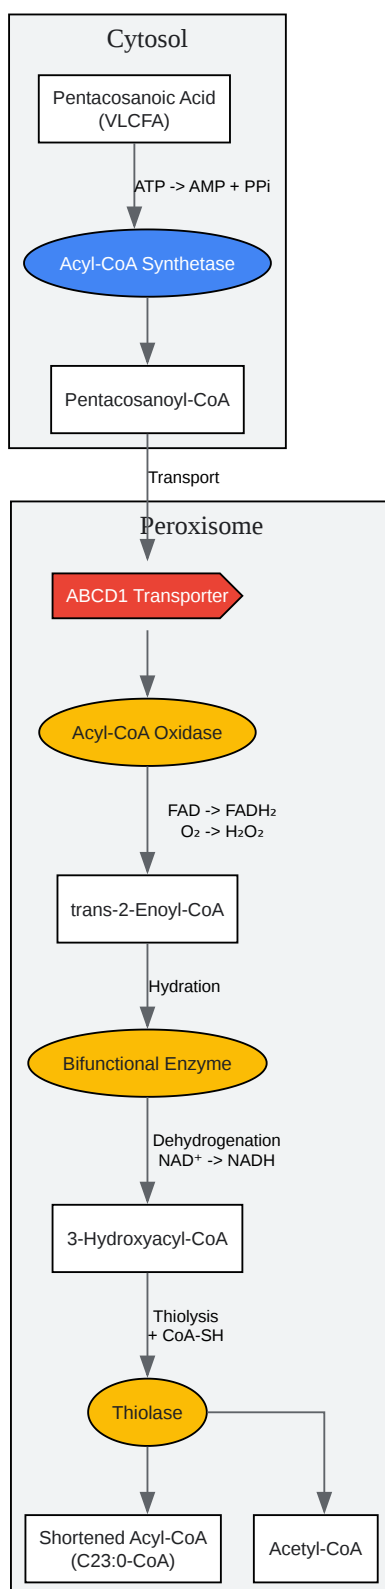 Cytosol
Pentacosanoic Acid
(VLCFA)
ATP -> AMP + PPi
Acyl-CoA Synthetase
Pentacosanoyl-CoA
Transport
Peroxisome
ABCD1 Transporter
Acyl-CoA Oxidase
FAD -> FADH₂
O₂ -> H₂O₂
trans-2-Enoyl-CoA
Hydration
Bifunctional Enzyme
Dehydrogenation
NAD⁺ -> NADH
3-Hydroxyacyl-CoA
Thiolysis
+ CoA-SH
Thiolase
Shortened Acyl-CoA
(C23:0-CoA)
Acetyl-CoA